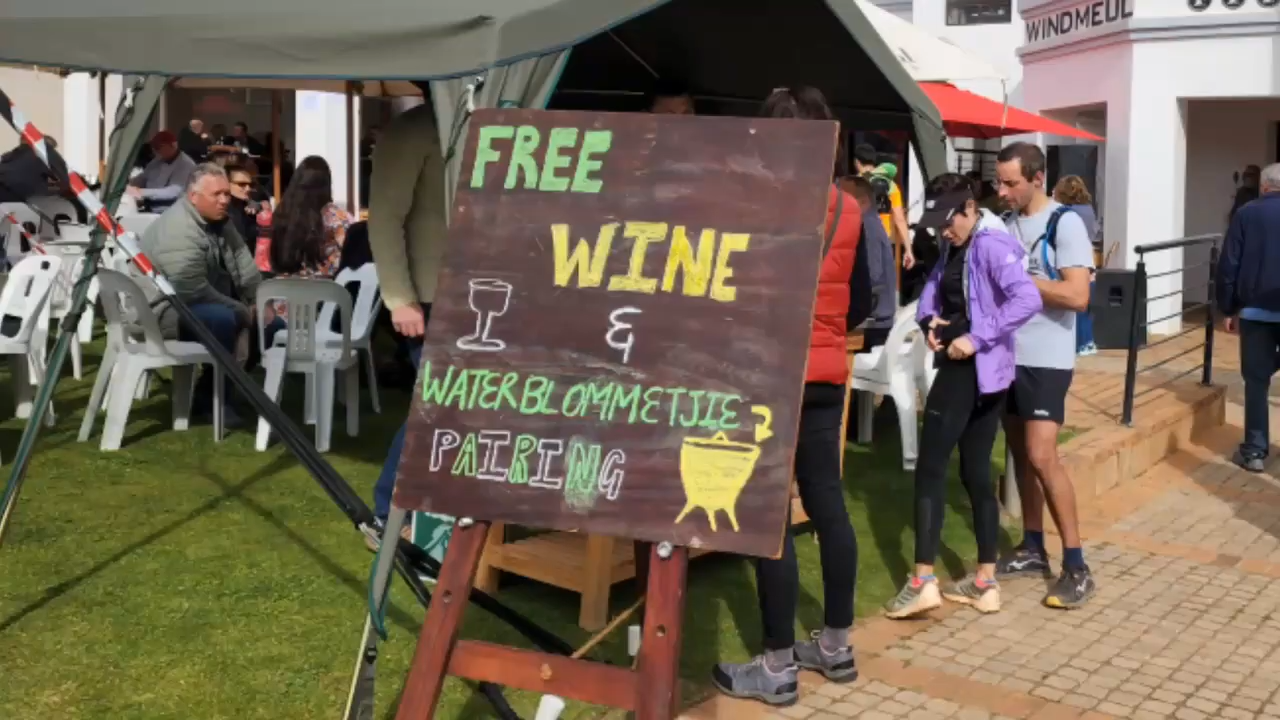 WINDMEUL
FREE
WINE
&
WATERBLOMMETJIE
PAIRING